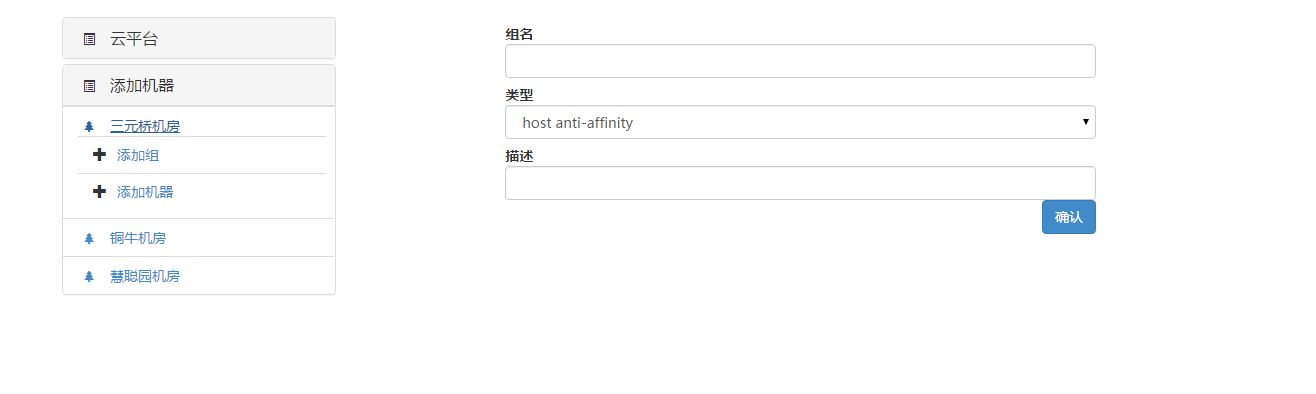 云平台
添加机器
三元桥机房
添加组
添加机器
铜牛机房
慧聪园机房
组名
类型
host anti-affinity
描述
确认